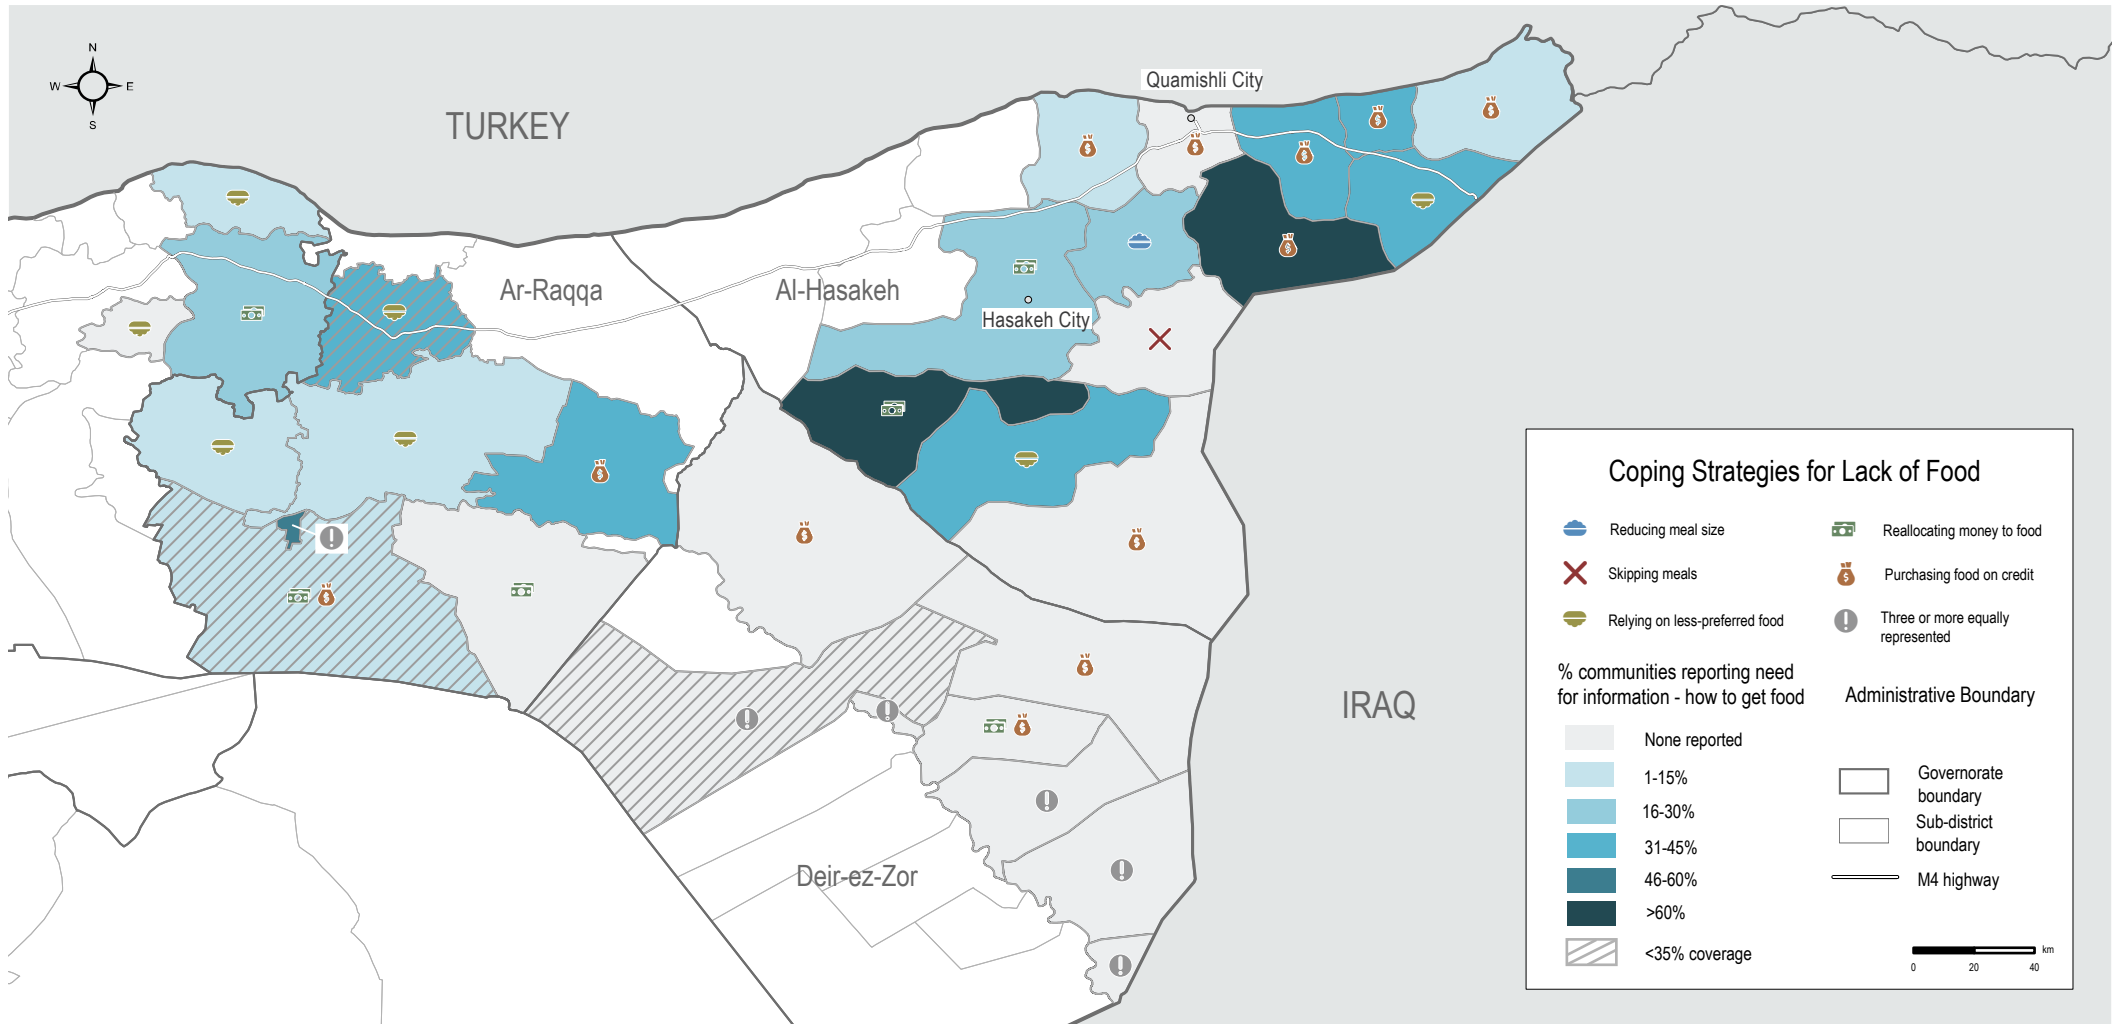 N
W
E
S
TURKEY
Quamishli City
Ar-Raqqa
Al-Hasakeh
Hasakeh City
IRAQ
Deir-ez-Zor
Coping Strategies for Lack of Food
Reducing meal size
Reallocating money to food
Skipping meals
Purchasing food on credit
Relying on less-preferred food
Three or more equally
represented
% communities reporting need
for information - how to get food
None reported
1-15%
16-30%
31-45%
46-60%
>60%
<35% coverage
Administrative Boundary
Governorate
boundary
Sub-district
boundary
M4 highway
km
0 20 40